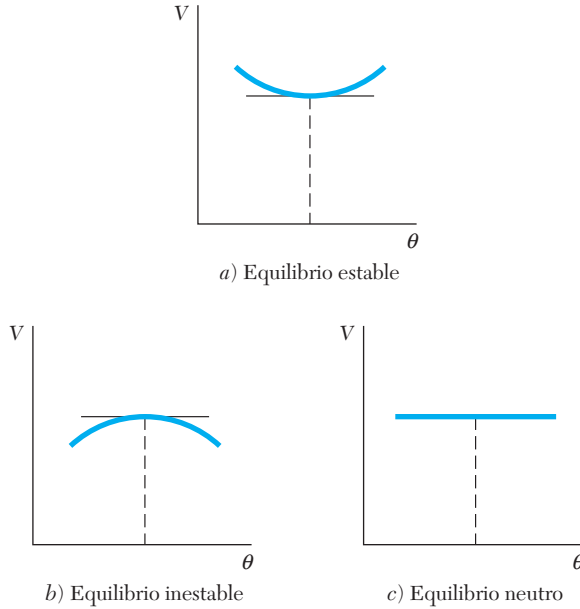 V
θ
a) Equilibrio estable
V
θ
b) Equilibrio inestable
V
θ
c) Equilibrio neutro